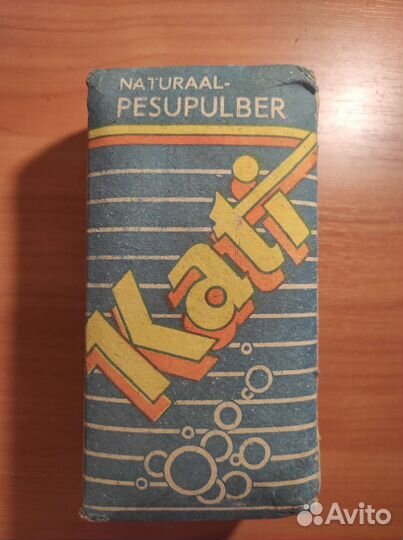 NATURAAL-
PESUPULBER
Kati
Avito